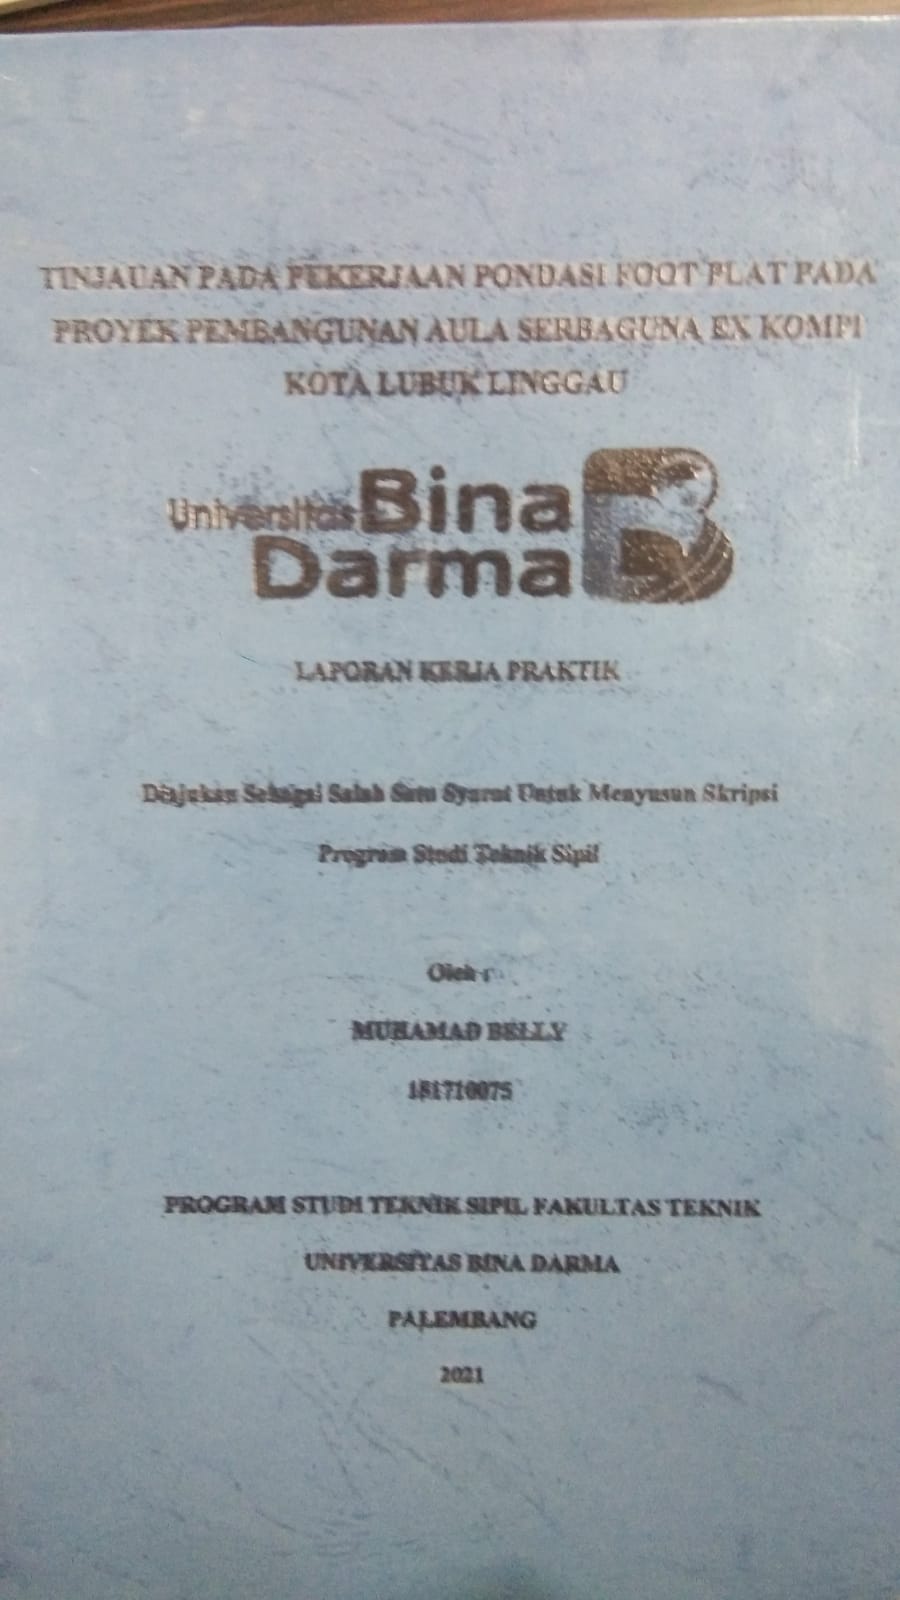 TINJAUAN PADA PEKERJAAN PONDASI FOOT PLAT PADA
PROYEK PEMBANGUNAN AULA SERBAGUNA EX KOMPI
KOTA LUBUK LINGGAU
Universitas Bina
Darma
LAPORAN KERJA PRAKTIK
Diajukan Sebagai Salah Satu Syarat Untuk Menyusun Skripsi
Program Studi Teknik Sipil
Oleh :
MUHAMAD BELLY
181710075
PROGRAM STUDI TEKNIK SIPIL FAKULTAS TEKNIK
UNIVERSITAS BINA DARMA
PALEMBANG
2021